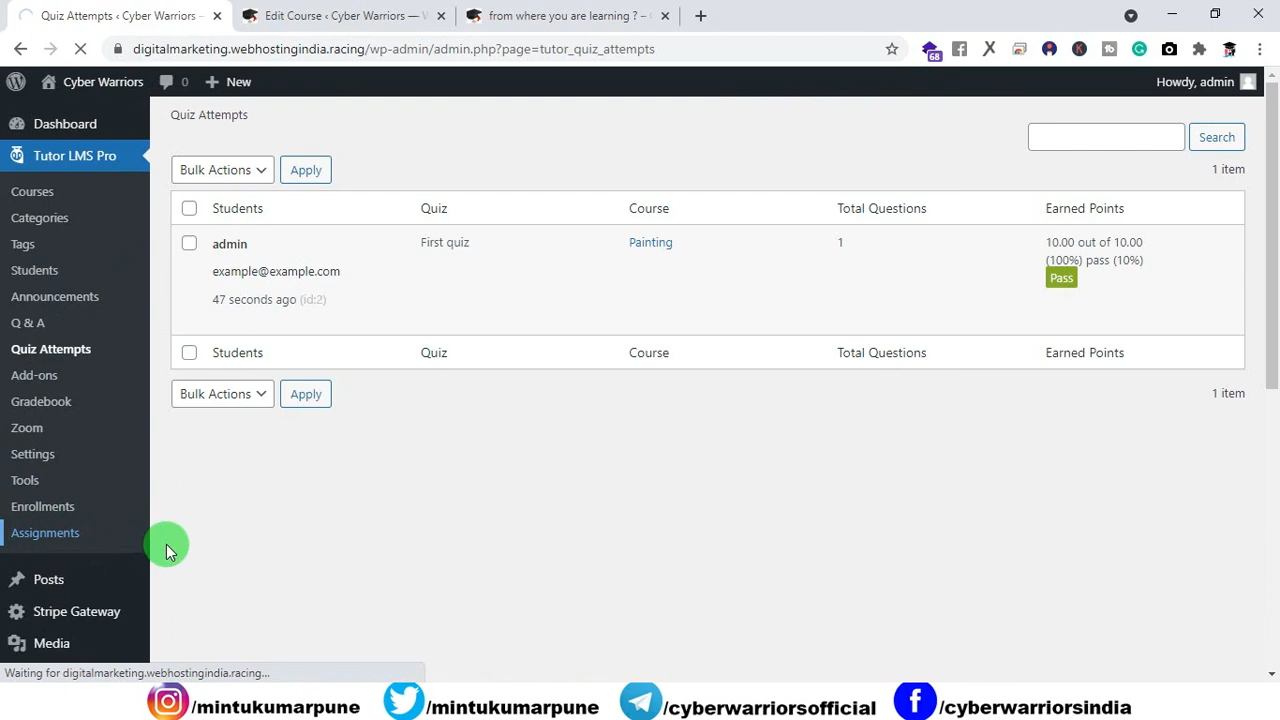 Quiz Attempts ‹ Cyber Warriors —
Edit Course ‹ Cyber Warriors — W
from where you are learning ? – C
digitalmarketing.webhostingindia.racing/wp-admin/admin.php?page=tutor_quiz_attempts
68
Cyber Warriors
0
New
Howdy, admin
Dashboard
Tutor LMS Pro
Courses
Categories
Tags
Students
Announcements
Q & A
Quiz Attempts
Add-ons
Gradebook
Zoom
Settings
Tools
Enrollments
Assignments
Posts
Stripe Gateway
Media
Quiz Attempts
Search
Bulk Actions
Apply
1 item
Students Quiz Course Total Questions Earned Points
admin First quiz Painting 1 10.00 out of 10.00
(100%) pass (10%)
Pass
example@example.com
47 seconds ago (id:2)
Students Quiz Course Total Questions Earned Points
Bulk Actions
Apply
1 item
Waiting for digitalmarketing.webhostingindia.racing...
/mintukumarpune /mintukumarpune /cyberwarriorsofficial /cyberwarriorsindia